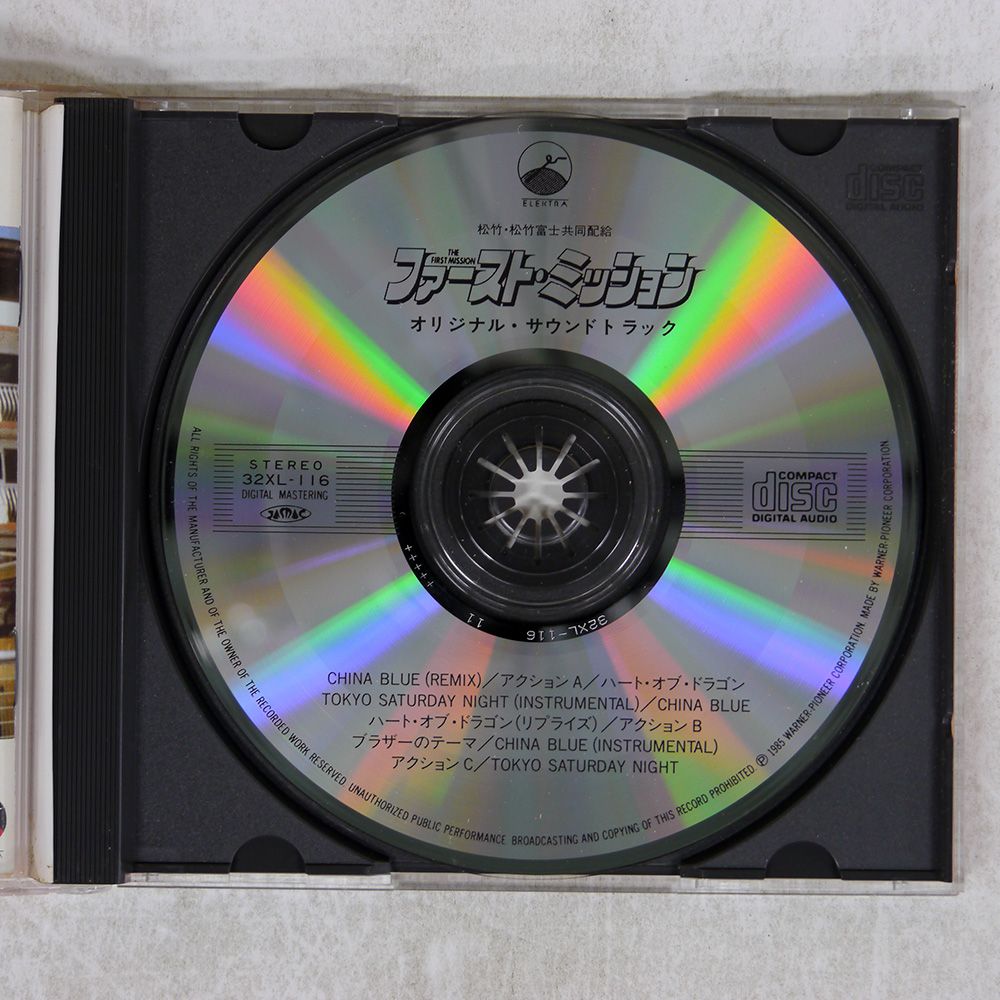 ELEKTRA
松竹・松竹富士共同配給
THE
FIRST MISSION
ファースト・ミッション
オリジナル・サウンドトラック
COMPACT
disc
DIGITAL AUDIO
STEREO
32XL-116
DIGITAL MASTERING
JASRAC
COMPACT
disc
DIGITAL AUDIO
32XL-116 11 +++++
CHINA BLUE (REMIX)/アクション A/ハート・オブ・ドラゴン
TOKYO SATURDAY NIGHT (INSTRUMENTAL)/CHINA BLUE
ハート・オブ・ドラゴン(リプライズ)/アクション B
ブラザーのテーマ/CHINA BLUE (INSTRUMENTAL)
アクション C/TOKYO SATURDAY NIGHT
ALL RIGHTS OF THE MANUFACTURER AND OF THE OWNER OF THE RECORDED WORK RESERVED. UNAUTHORIZED PUBLIC PERFORMANCE. BROADCASTING AND COPYING OF THIS RECORD PROHIBITED. ℗ 1985 WARNER-PIONEER CORPORATION. MADE BY WARNER-PIONEER CORPORATION.